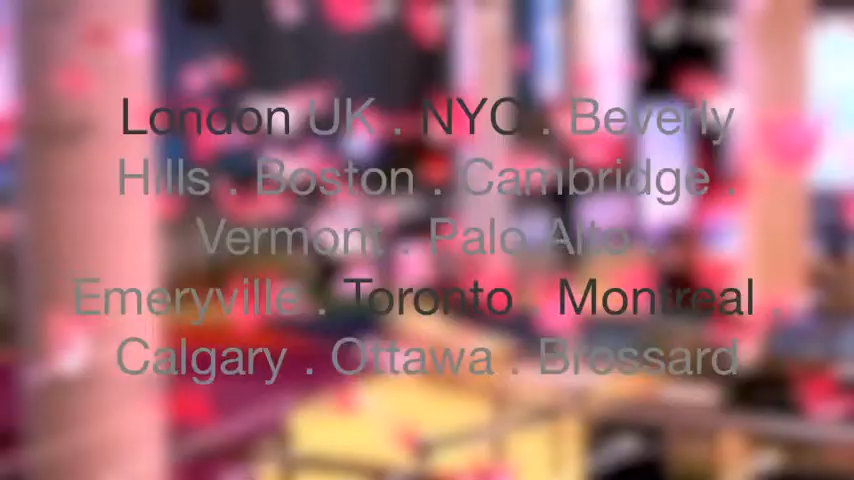 London UK . NYC . Beverly
Hills . Boston . Cambridge .
Vermont . Palo Alto .
Emeryville . Toronto . Montreal .
Calgary . Ottawa . Brossard